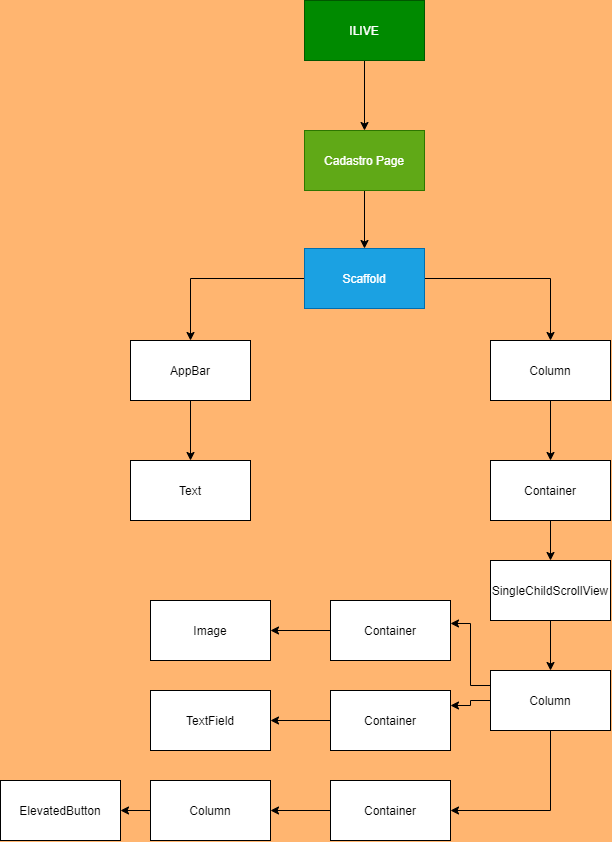 ILIVE
Cadastro Page
Scaffold
AppBar
Column
Text
Container
SingleChildScrollView
Image
Container
Column
TextField
Container
ElevatedButton
Column
Container